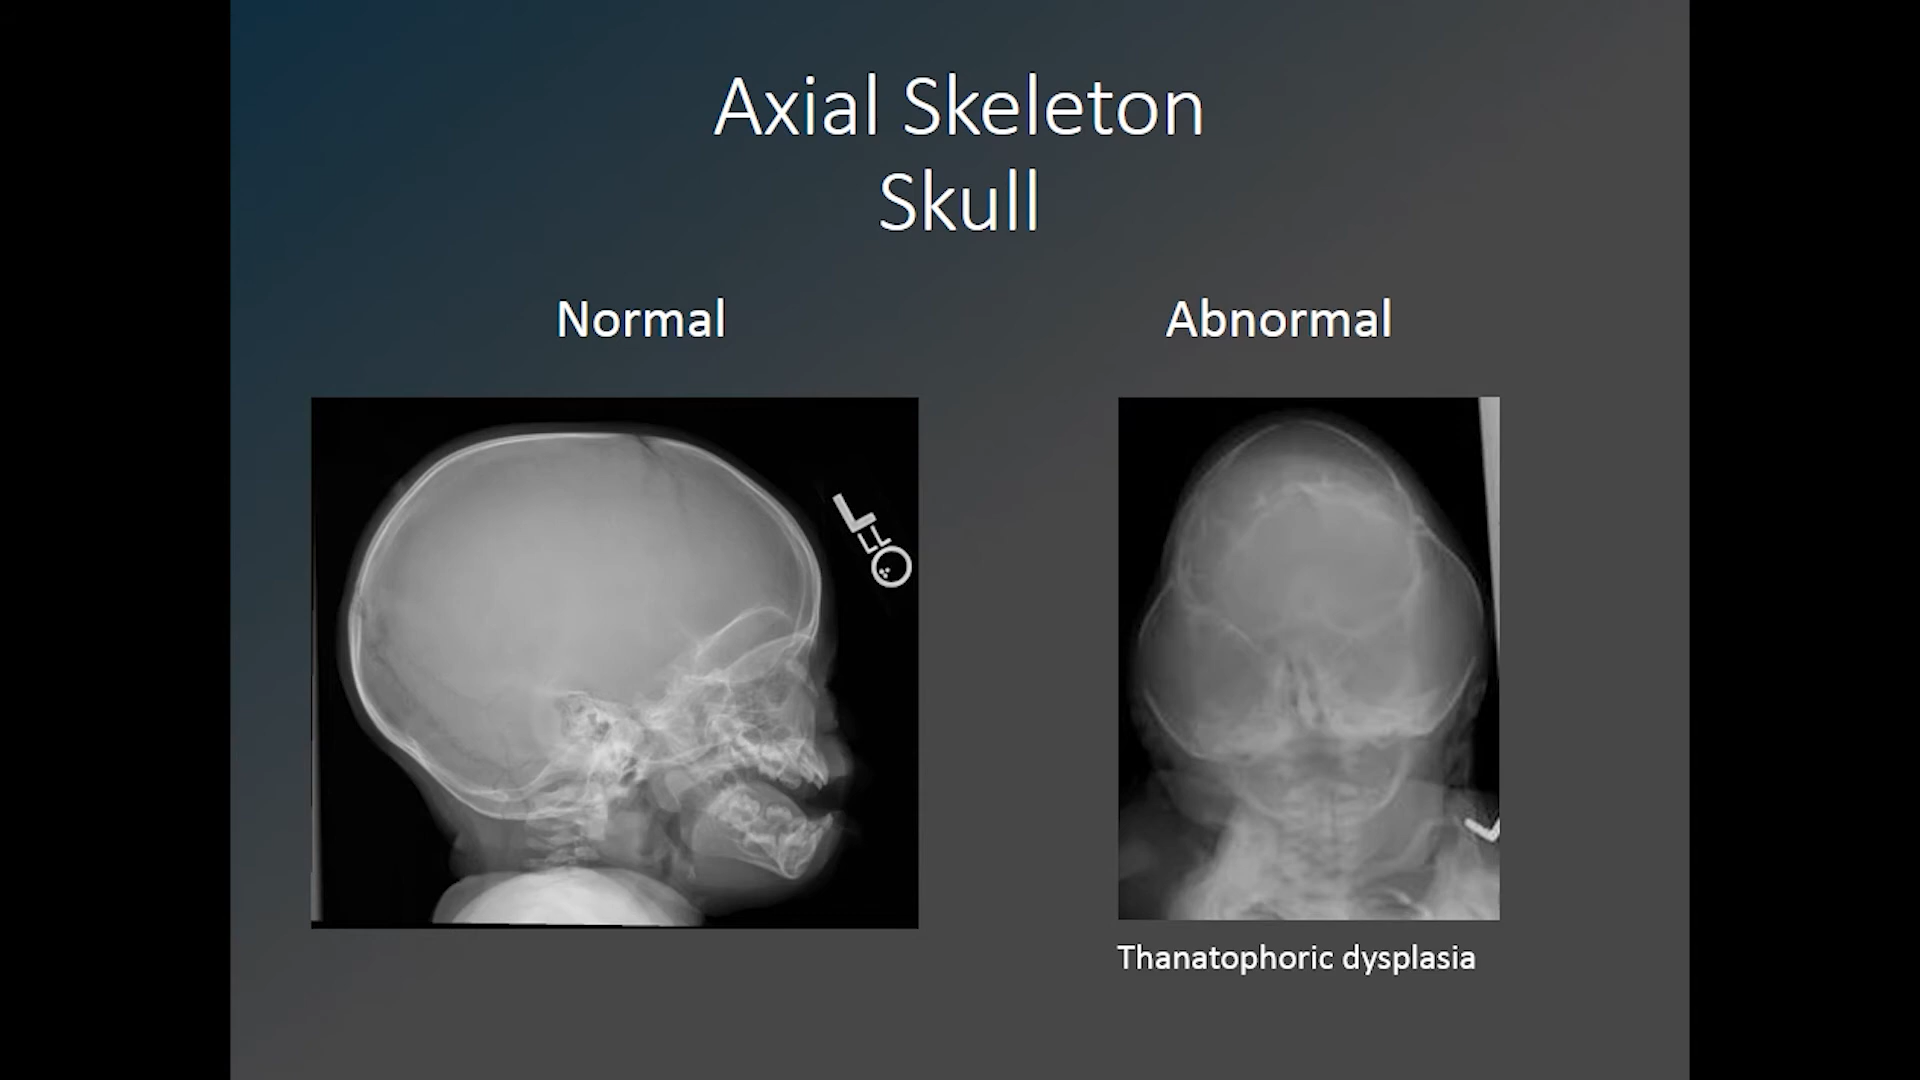 Axial Skeleton
Skull
Normal
Abnormal
L
Thanatophoric dysplasia